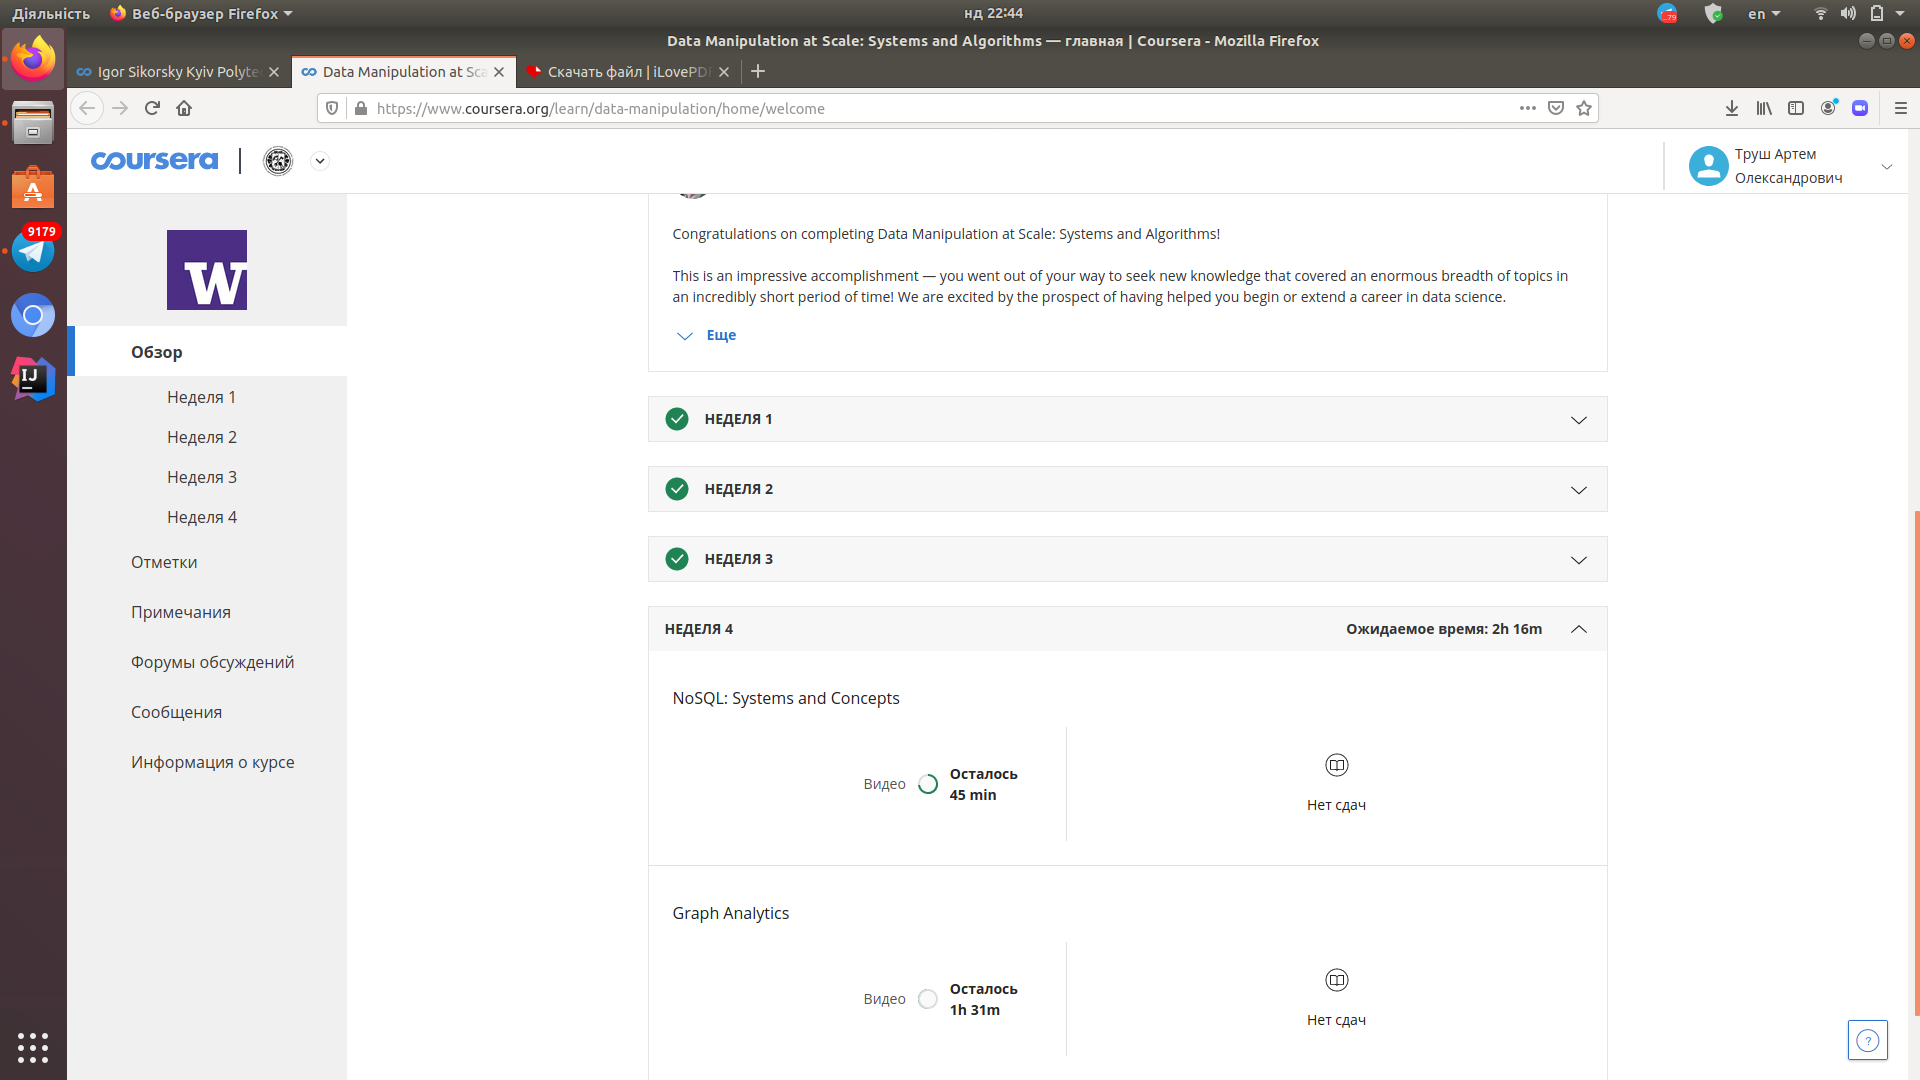 Діяльність
Веб-браузер Firefox
нд 22:44
79
en
Data Manipulation at Scale: Systems and Algorithms — главная | Coursera - Mozilla Firefox
Igor Sikorsky Kyiv Polyte
Data Manipulation at Sca
Скачать файл | iLovePD
https://www.coursera.org/learn/data-manipulation/home/welcome
coursera
Труш Артем
Олександрович
9179
IJ
W
Обзор
Неделя 1
Неделя 2
Неделя 3
Неделя 4
Отметки
Примечания
Форумы обсуждений
Сообщения
Информация о курсе
Congratulations on completing Data Manipulation at Scale: Systems and Algorithms!
This is an impressive accomplishment — you went out of your way to seek new knowledge that covered an enormous breadth of topics in
an incredibly short period of time! We are excited by the prospect of having helped you begin or extend a career in data science.
Еще
НЕДЕЛЯ 1
НЕДЕЛЯ 2
НЕДЕЛЯ 3
НЕДЕЛЯ 4
Ожидаемое время: 2h 16m
NoSQL: Systems and Concepts
Видео
Осталось
45 min
Нет сдач
Graph Analytics
Видео
Осталось
1h 31m
Нет сдач
?